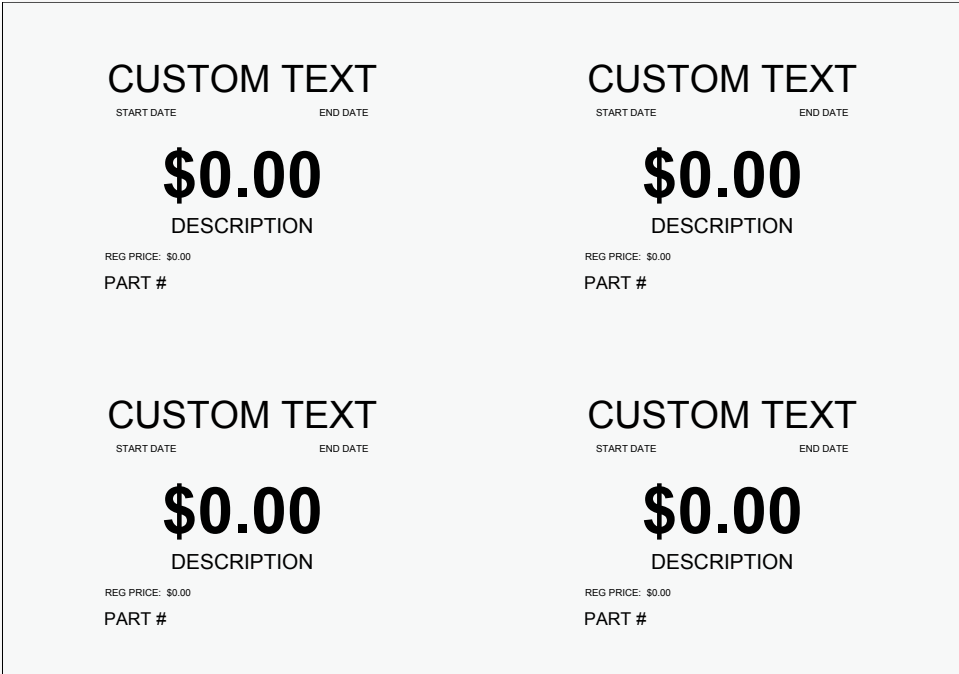 CUSTOM TEXT
START DATE END DATE
$0.00
DESCRIPTION
REG PRICE: $0.00
PART #
CUSTOM TEXT
START DATE END DATE
$0.00
DESCRIPTION
REG PRICE: $0.00
PART #
CUSTOM TEXT
START DATE END DATE
$0.00
DESCRIPTION
REG PRICE: $0.00
PART #
CUSTOM TEXT
START DATE END DATE
$0.00
DESCRIPTION
REG PRICE: $0.00
PART #